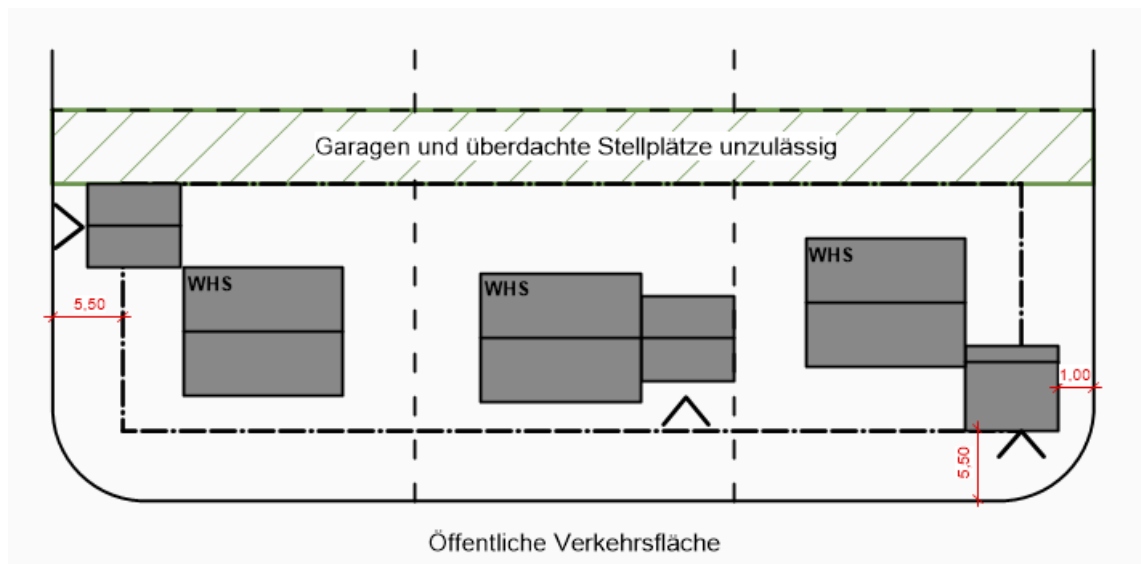 Garagen und überdachte Stellplätze unzulässig
WHS
WHS
WHS
5,50
1,00
5,50
Öffentliche Verkehrsfläche